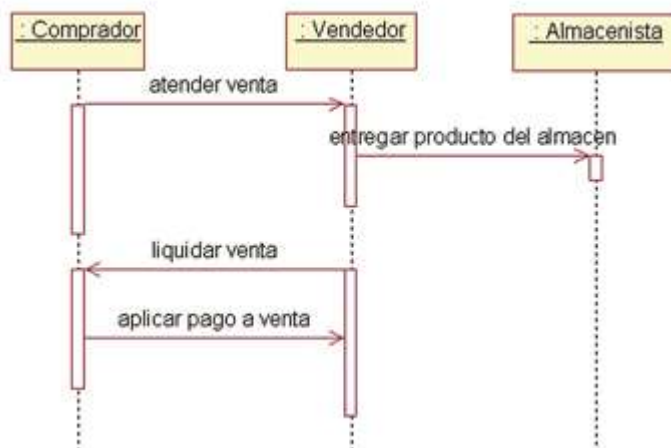 : Comprador
: Vendedor
: Almacenista
atender venta
entregar producto del almacen
liquidar venta
aplicar pago a venta